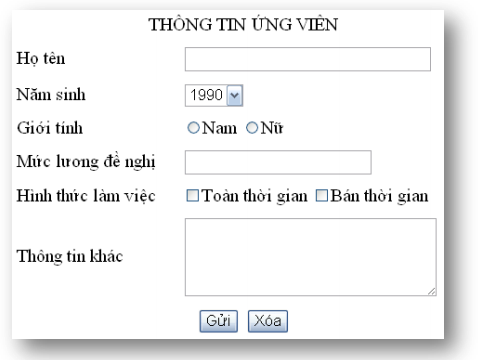 THÔNG TIN ỨNG VIÊN
Họ tên
Năm sinh 1990
Giới tính Nam Nữ
Mức lương đề nghị
Hình thức làm việc Toàn thời gian Bán thời gian
Thông tin khác
Gửi Xóa